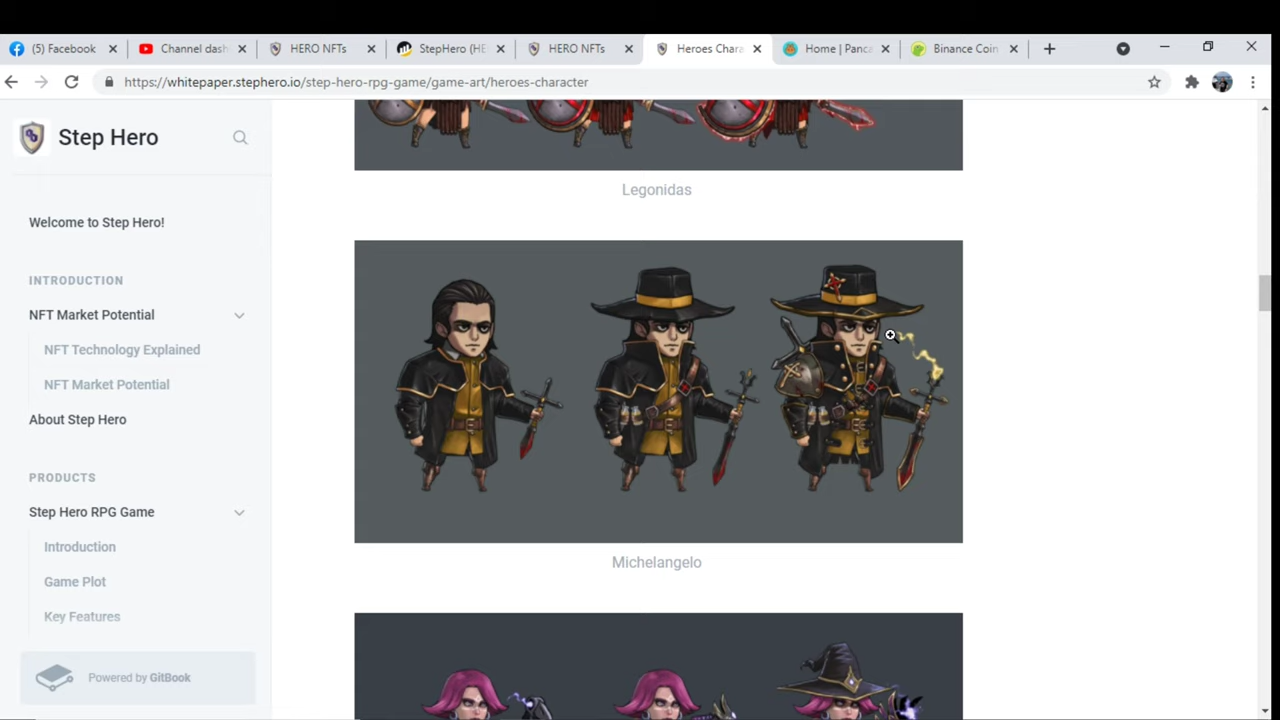 (5) Facebook
Channel dash
HERO NFTs
StepHero (HE
HERO NFTs
Heroes Chara
Home | Panca
Binance Coin
https://whitepaper.stephero.io/step-hero-rpg-game/game-art/heroes-character
Step Hero
Welcome to Step Hero!
INTRODUCTION
NFT Market Potential
NFT Technology Explained
NFT Market Potential
About Step Hero
PRODUCTS
Step Hero RPG Game
Introduction
Game Plot
Key Features
Powered by GitBook
Legonidas
Michelangelo